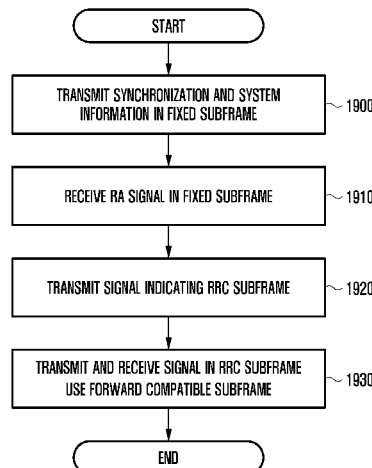 START
TRANSMIT SYNCHRONIZATION AND SYSTEM
INFORMATION IN FIXED SUBFRAME
1900
RECEIVE RA SIGNAL IN FIXED SUBFRAME
1910
TRANSMIT SIGNAL INDICATING RRC SUBFRAME
1920
TRANSMIT AND RECEIVE SIGNAL IN RRC SUBFRAME
USE FORWARD COMPATIBLE SUBFRAME
1930
END